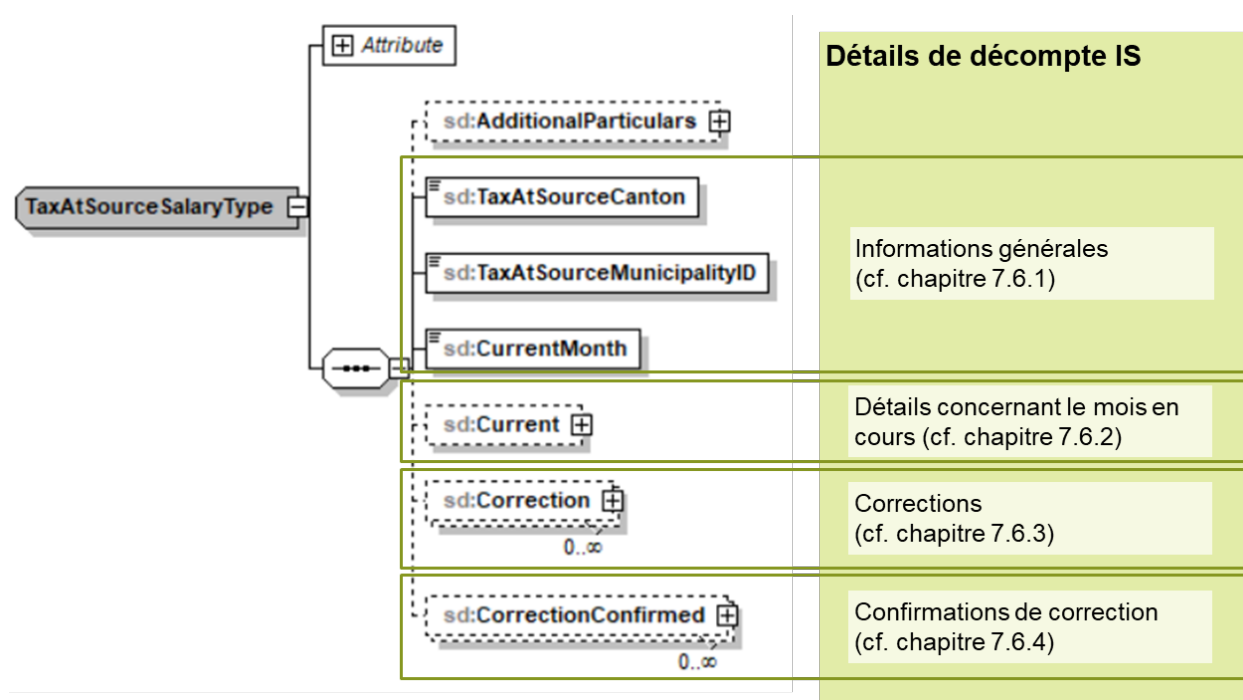 Attribute
Détails de décompte IS
sd:AdditionalParticulars
TaxAtSourceSalaryType
sd:TaxAtSourceCanton
sd:TaxAtSourceMunicipalityID
Informations générales
(cf. chapitre 7.6.1)
sd:CurrentMonth
sd:Current
Détails concernant le mois en
cours (cf. chapitre 7.6.2)
sd:Correction
0..∞
Corrections
(cf. chapitre 7.6.3)
sd:CorrectionConfirmed
0..∞
Confirmations de correction
(cf. chapitre 7.6.4)